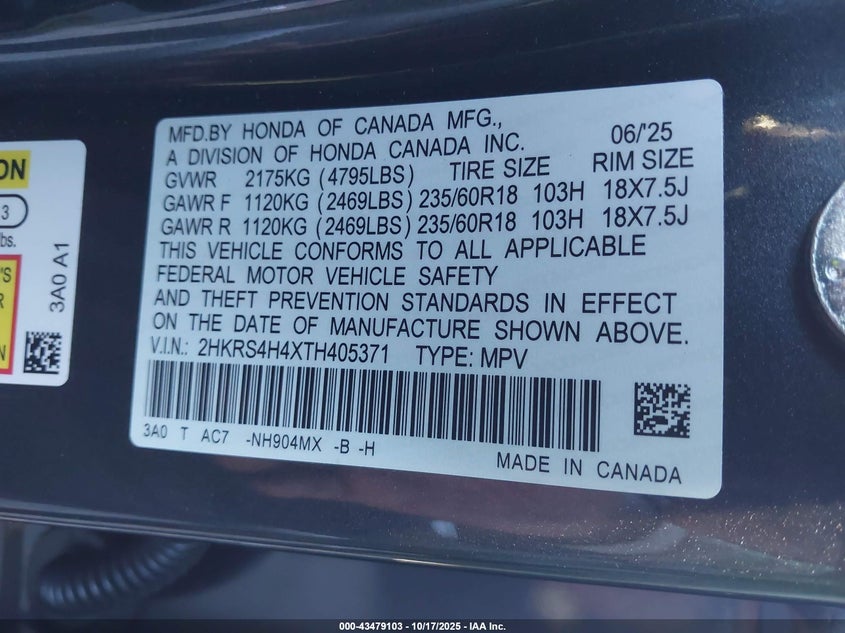 MFD.BY HONDA OF CANADA MFG.,
A DIVISION OF HONDA CANADA INC. 06/'25
GVWR 2175KG (4795LBS) TIRE SIZE RIM SIZE
GAWR F 1120KG (2469LBS) 235/60R18 103H 18X7.5J
GAWR R 1120KG (2469LBS) 235/60R18 103H 18X7.5J
THIS VEHICLE CONFORMS TO ALL APPLICABLE
FEDERAL MOTOR VEHICLE SAFETY
AND THEFT PREVENTION STANDARDS IN EFFECT
ON THE DATE OF MANUFACTURE SHOWN ABOVE.
V.I.N.: 2HKRS4H4XTH405371 TYPE: MPV
3A0 T AC7 -NH904MX -B -H
MADE IN CANADA
ON
3
bs.
'S
R
N
3A0 A1
000-43479103 - 10/17/2025 - IAA Inc.